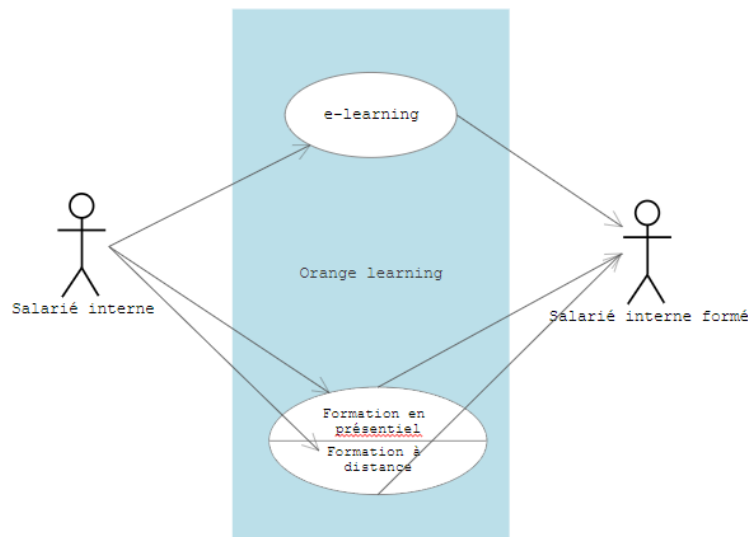 e-learning
Orange learning
Salarié interne
Salarié interne formé
Formation en
présentiel
Formation à
distance